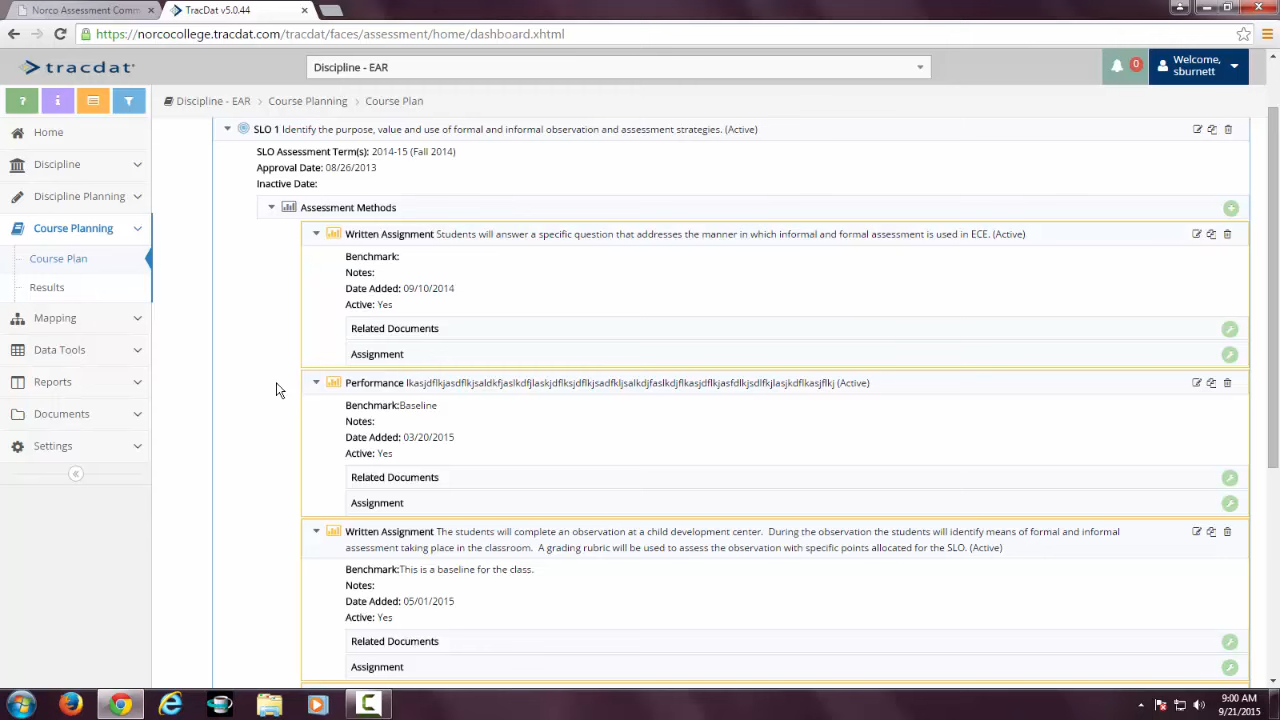 Norco Assessment Comm
TracDat v5.0.44
https://norcocollege.tracdat.com/tracdat/faces/assessment/home/dashboard.xhtml
tracdat
Discipline - EAR
0
Welcome,
sburnett
?
i
Discipline - EAR > Course Planning > Course Plan
Home
Discipline
Discipline Planning
Course Planning
Course Plan
Results
Mapping
Data Tools
Reports
Documents
Settings
SLO 1 Identify the purpose, value and use of formal and informal observation and assessment strategies. (Active)
SLO Assessment Term(s): 2014-15 (Fall 2014)
Approval Date: 08/26/2013
Inactive Date:
Assessment Methods
Written Assignment Students will answer a specific question that addresses the manner in which informal and formal assessment is used in ECE. (Active)
Benchmark:
Notes:
Date Added: 09/10/2014
Active: Yes
Related Documents
Assignment
Performance (Active)
Benchmark:Baseline
Notes:
Date Added: 03/20/2015
Active: Yes
Related Documents
Assignment
Written Assignment The students will complete an observation at a child development center. During the observation the students will identify means of formal and informal
assessment taking place in the classroom. A grading rubric will be used to assess the observation with specific points allocated for the SLO. (Active)
Benchmark:This is a baseline for the class.
Notes:
Date Added: 05/01/2015
Active: Yes
Related Documents
Assignment
9:00 AM
9/21/2015